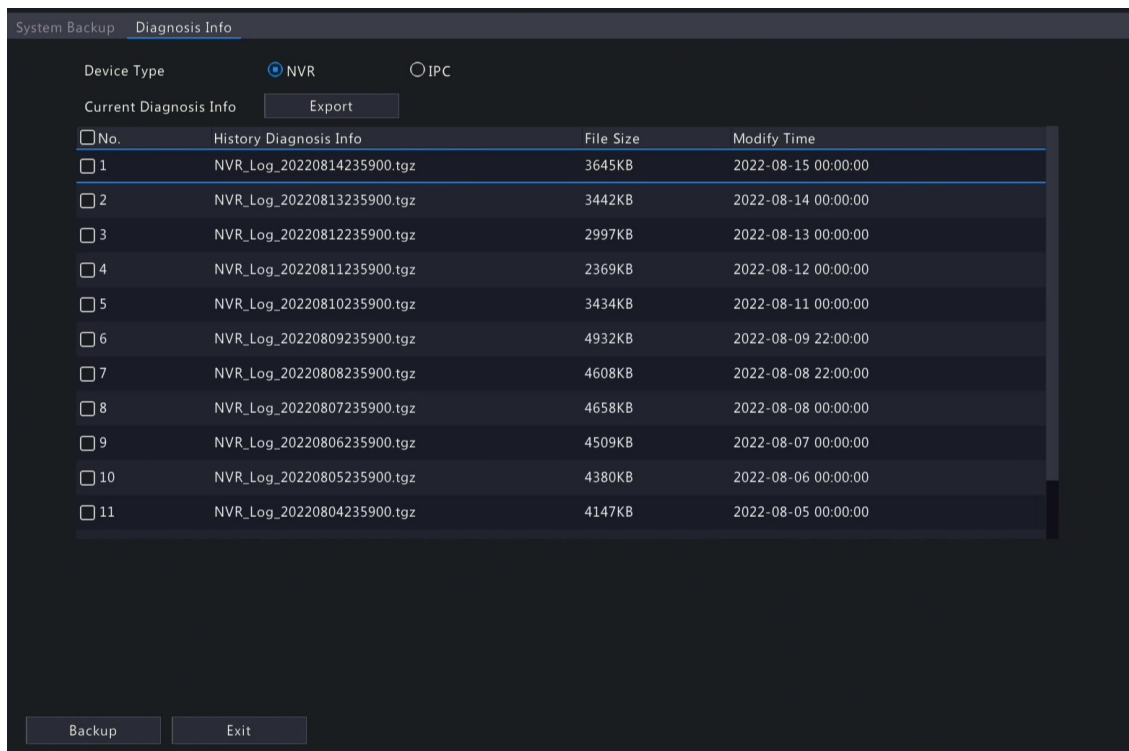 System Backup Diagnosis Info
Device Type NVR IPC
Current Diagnosis Info Export
No. History Diagnosis Info File Size Modify Time
1 NVR_Log_20220814235900.tgz 3645KB 2022-08-15 00:00:00
2 NVR_Log_20220813235900.tgz 3442KB 2022-08-14 00:00:00
3 NVR_Log_20220812235900.tgz 2997KB 2022-08-13 00:00:00
4 NVR_Log_20220811235900.tgz 2369KB 2022-08-12 00:00:00
5 NVR_Log_20220810235900.tgz 3434KB 2022-08-11 00:00:00
6 NVR_Log_20220809235900.tgz 4932KB 2022-08-09 22:00:00
7 NVR_Log_20220808235900.tgz 4608KB 2022-08-08 22:00:00
8 NVR_Log_20220807235900.tgz 4658KB 2022-08-08 00:00:00
9 NVR_Log_20220806235900.tgz 4509KB 2022-08-07 00:00:00
10 NVR_Log_20220805235900.tgz 4380KB 2022-08-06 00:00:00
11 NVR_Log_20220804235900.tgz 4147KB 2022-08-05 00:00:00
Backup Exit